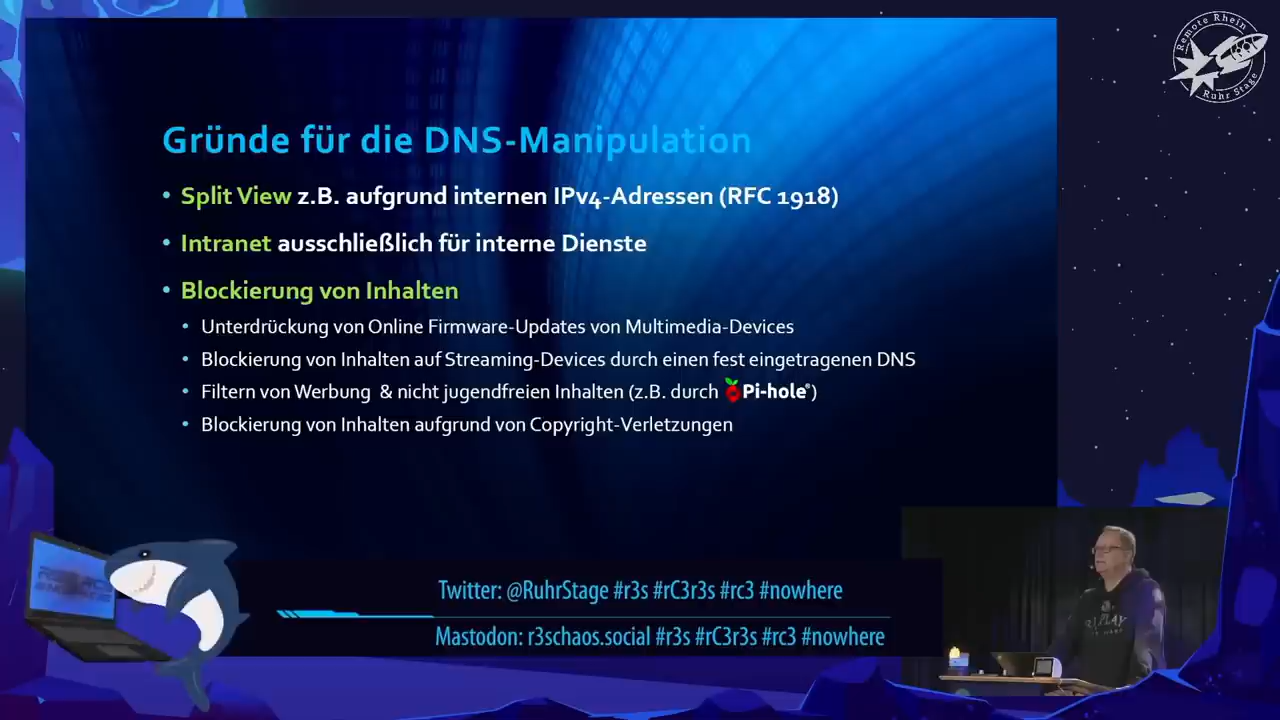 Remote Rhein
Ruhr Stage
Gründe für die DNS-Manipulation
• Split View z.B. aufgrund internen IPv4-Adressen (RFC 1918)
• Intranet ausschließlich für interne Dienste
• Blockierung von Inhalten
• Unterdrückung von Online Firmware-Updates von Multimedia-Devices
• Blockierung von Inhalten auf Streaming-Devices durch einen fest eingetragenen DNS
• Filtern von Werbung & nicht jugendfreien Inhalten (z.B. durch Pi-hole®)
• Blockierung von Inhalten aufgrund von Copyright-Verletzungen
Twitter: @RuhrStage #r3s #rC3r3s #rc3 #nowhere
Mastodon: r3schaos.social #r3s #rC3r3s #rc3 #nowhere